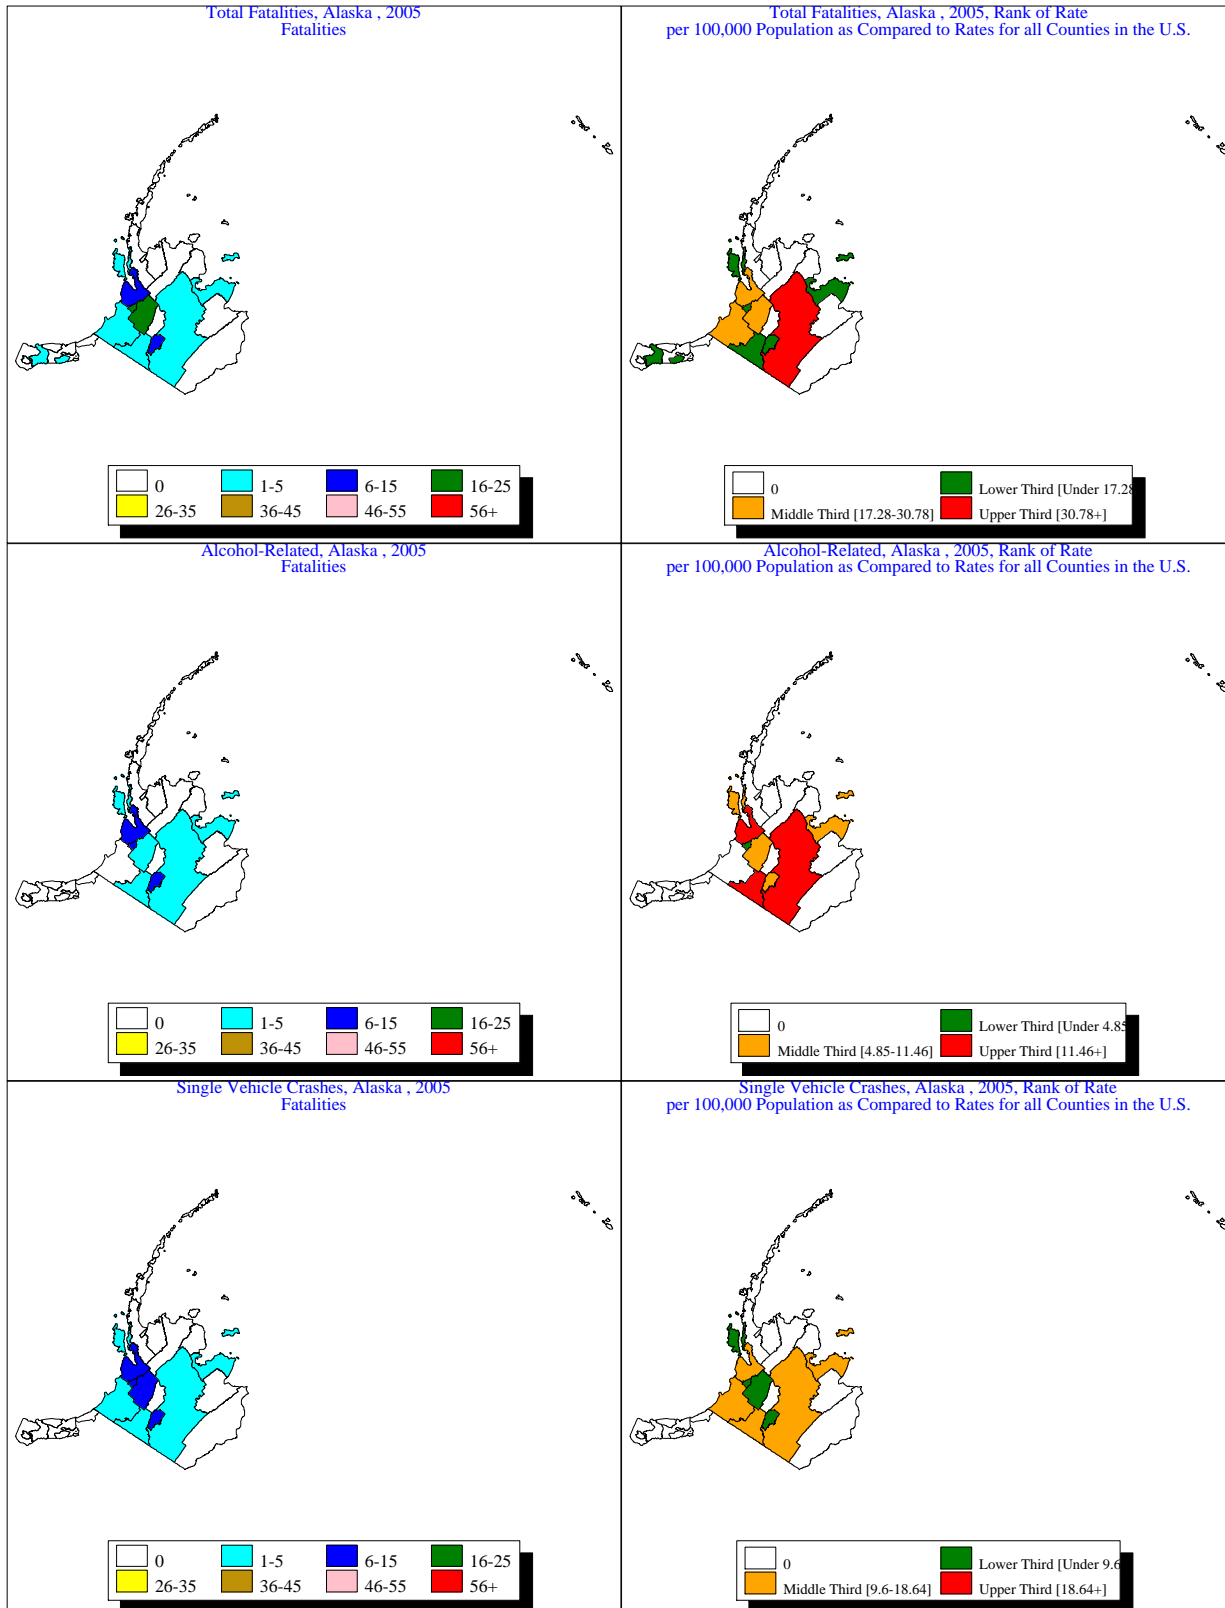 Total Fatalities, Alaska , 2005
Fatalities
0
1-5
6-15
16-25
26-35
36-45
46-55
56+
Total Fatalities, Alaska , 2005, Rank of Rate
per 100,000 Population as Compared to Rates for all Counties in the U.S.
0
Lower Third [Under 17.28
Middle Third [17.28-30.78]
Upper Third [30.78+]
Alcohol-Related, Alaska , 2005
Fatalities
0
1-5
6-15
16-25
26-35
36-45
46-55
56+
Alcohol-Related, Alaska , 2005, Rank of Rate
per 100,000 Population as Compared to Rates for all Counties in the U.S.
0
Lower Third [Under 4.85
Middle Third [4.85-11.46]
Upper Third [11.46+]
Single Vehicle Crashes, Alaska , 2005
Fatalities
0
1-5
6-15
16-25
26-35
36-45
46-55
56+
Single Vehicle Crashes, Alaska , 2005, Rank of Rate
per 100,000 Population as Compared to Rates for all Counties in the U.S.
0
Lower Third [Under 9.6
Middle Third [9.6-18.64]
Upper Third [18.64+]